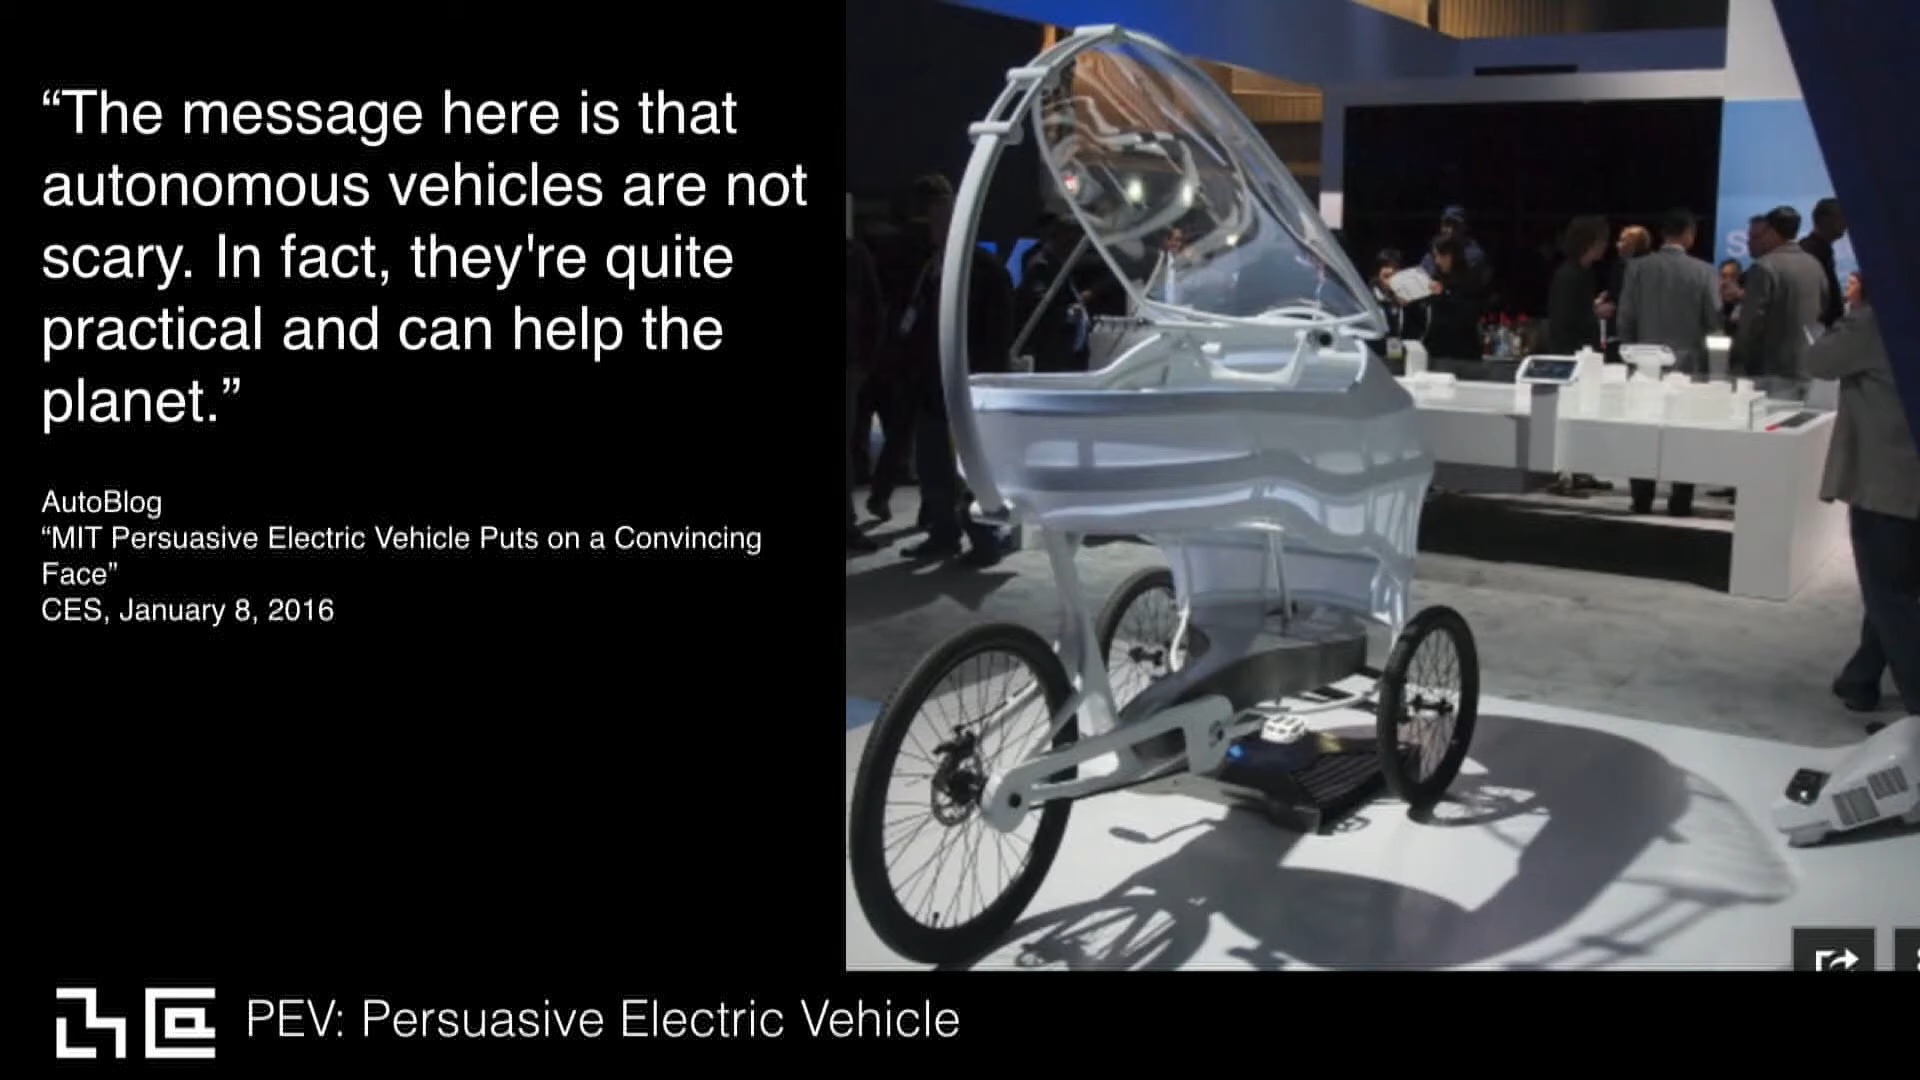 “The message here is that
autonomous vehicles are not
scary. In fact, they're quite
practical and can help the
planet.”
AutoBlog
“MIT Persuasive Electric Vehicle Puts on a Convincing
Face”
CES, January 8, 2016
PEV: Persuasive Electric Vehicle